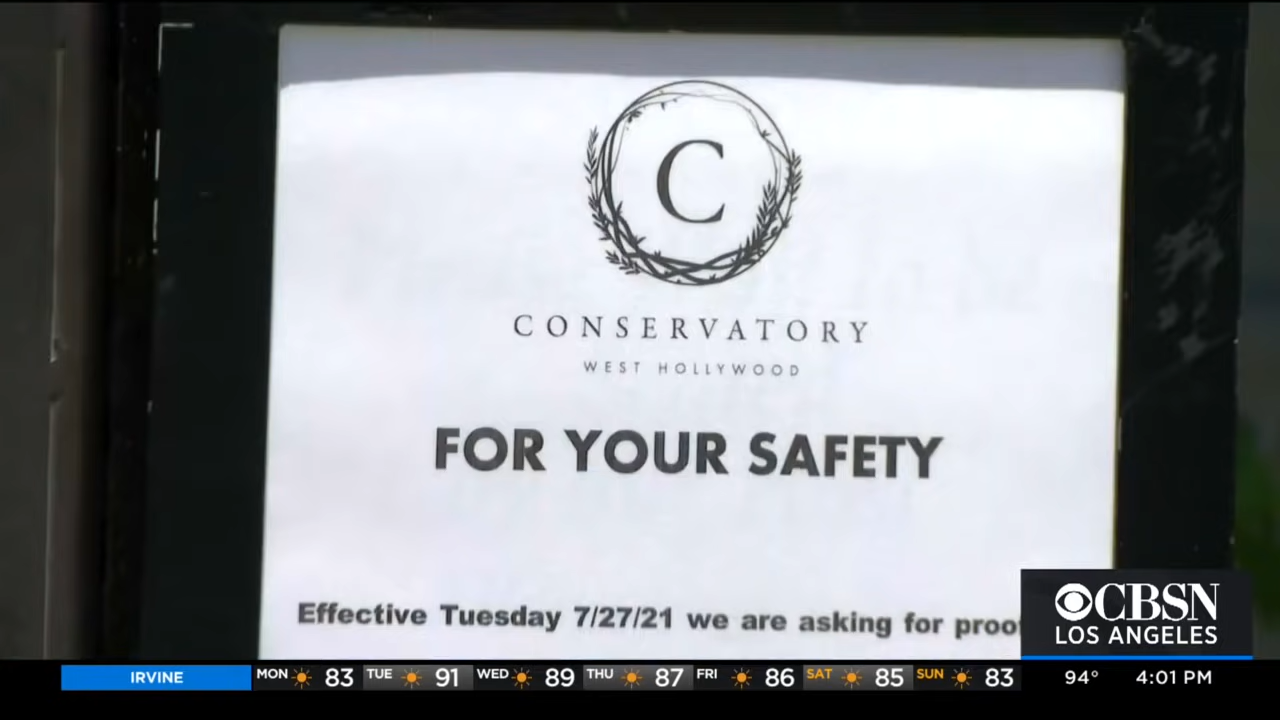 C
CONSERVATORY
WEST HOLLYWOOD
FOR YOUR SAFETY
Effective Tuesday 7/27/21 we are asking for proof
CBSN
LOS ANGELES
IRVINE MON 83 TUE 91 WED 89 THU 87 FRI 86 SAT 85 SUN 83 94° 4:01 PM